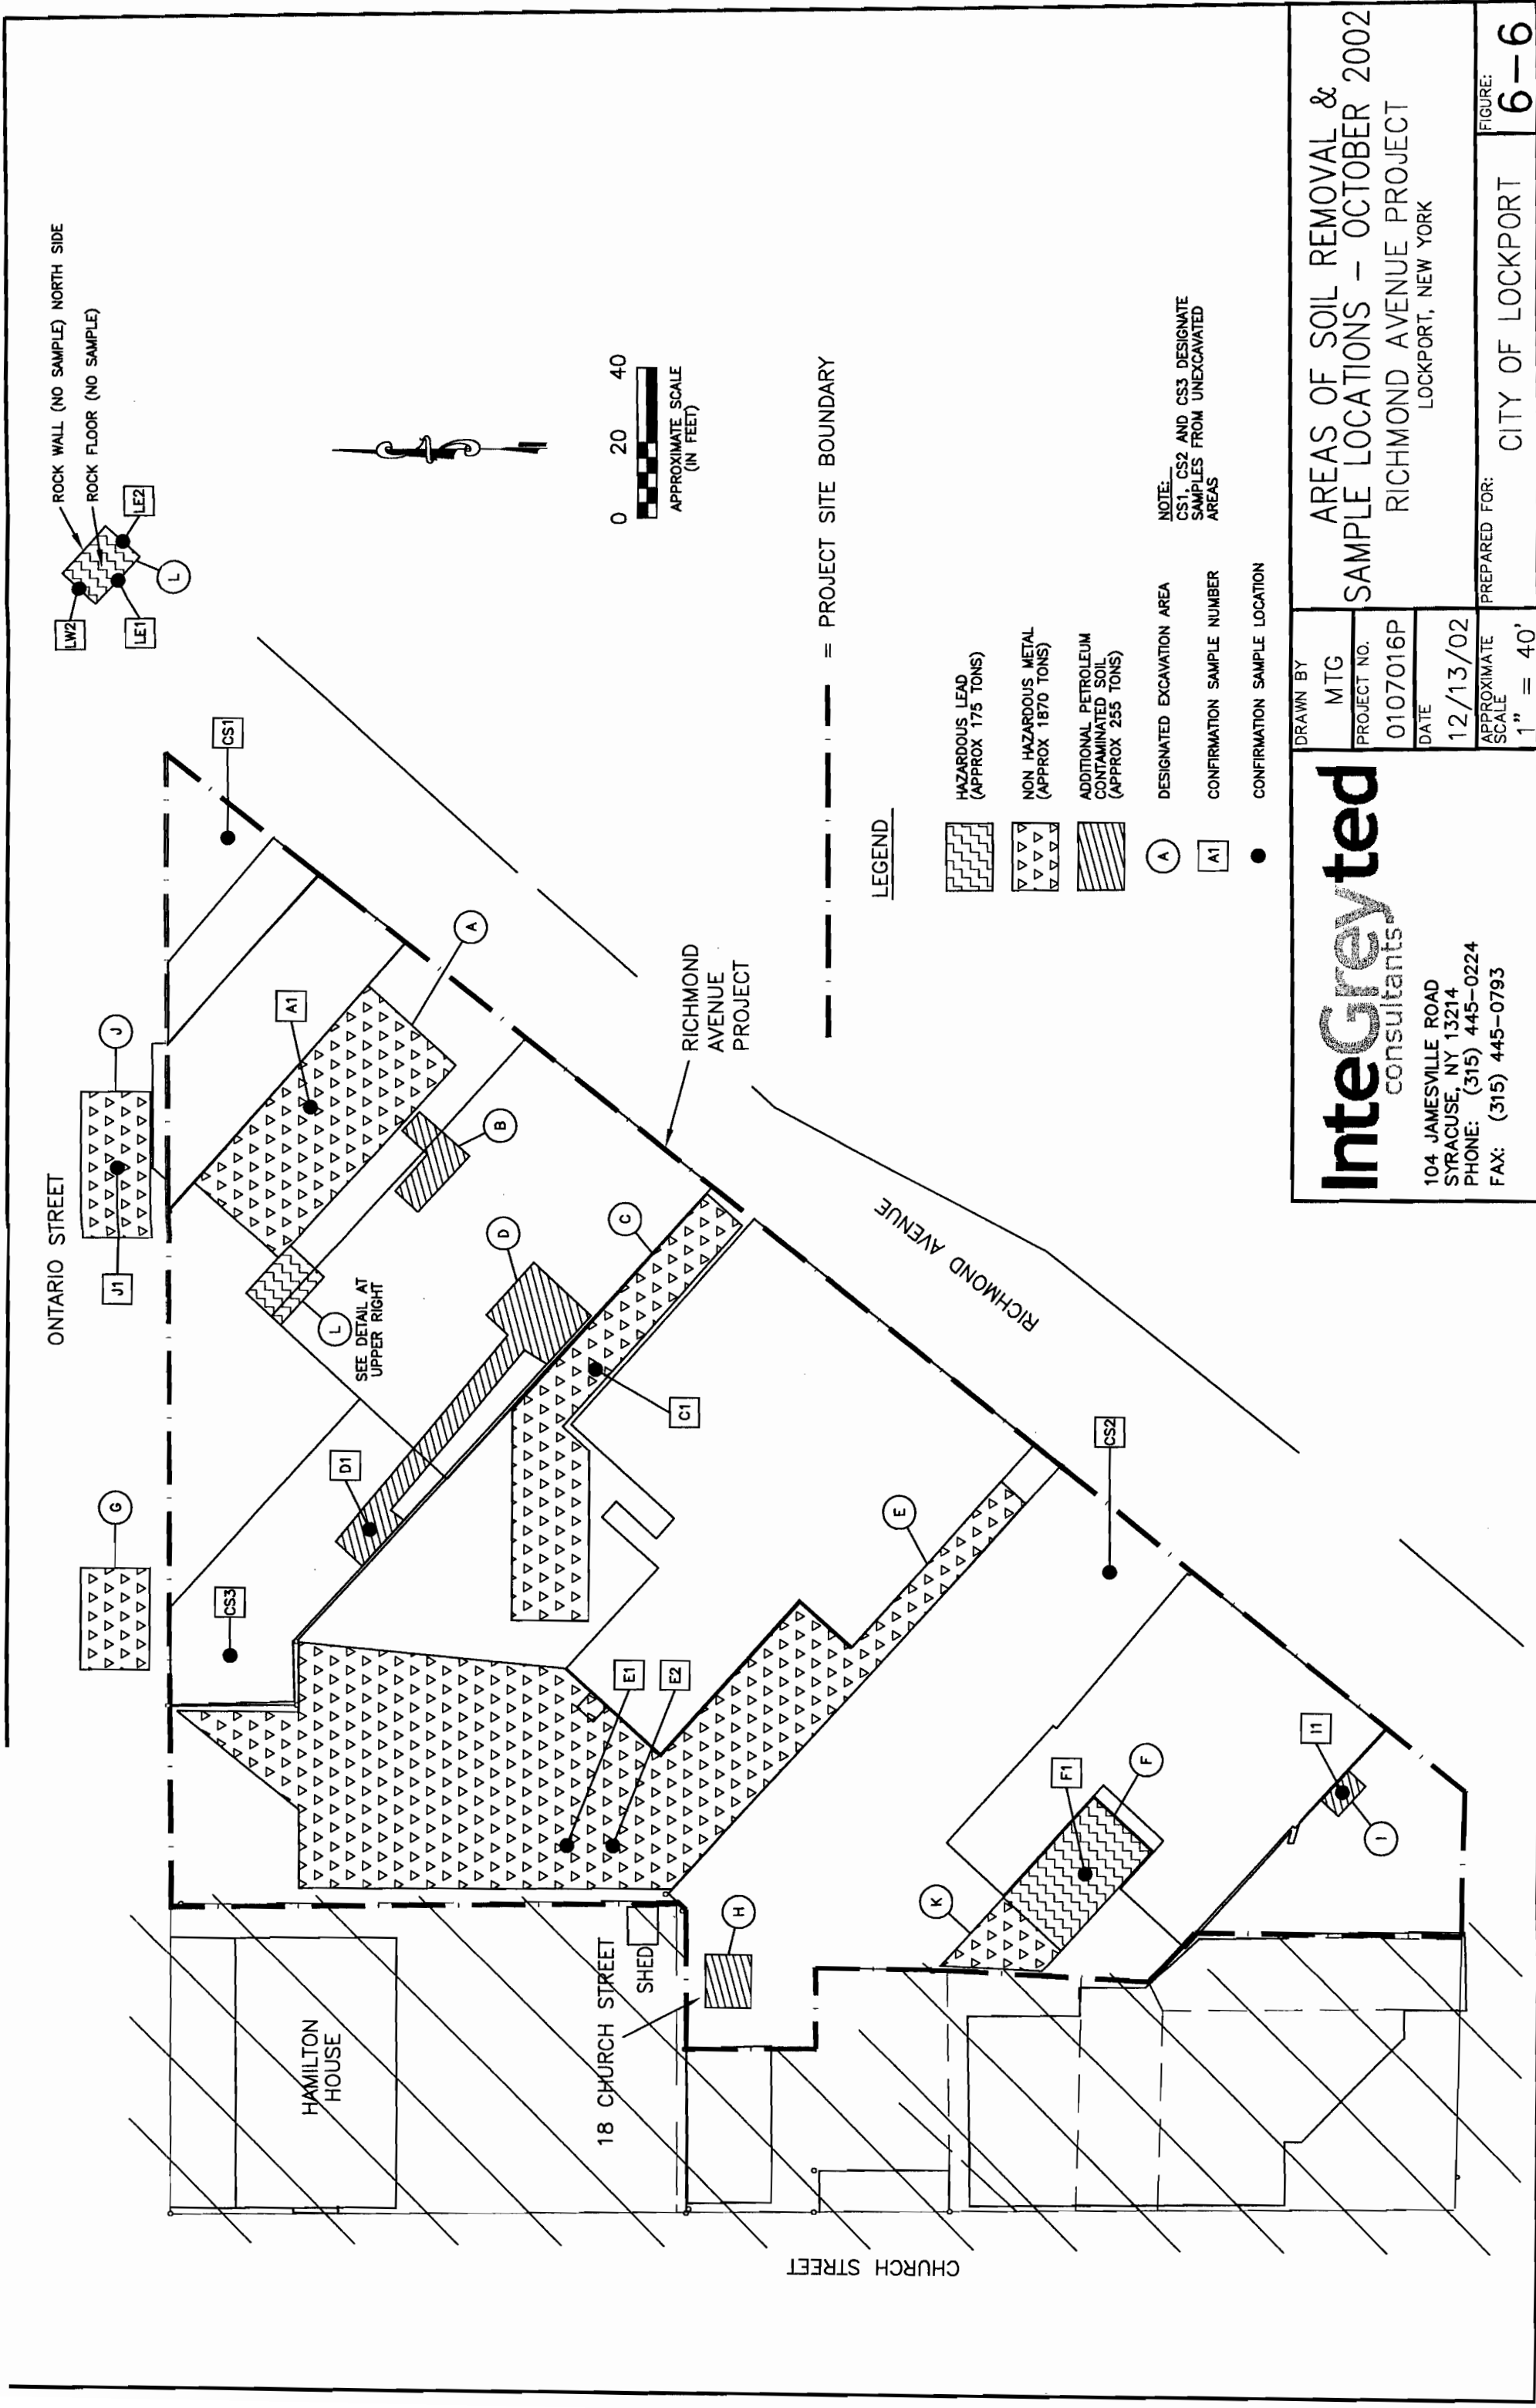 ONTARIO STREET
ROCK WALL (NO SAMPLE) NORTH SIDE
ROCK FLOOR (NO SAMPLE)
LW2
LE1
LE2
L
G
J1
J
CS3
D1
A1
CS1
L
SEE DETAIL AT
UPPER RIGHT
A
B
D
C
C1
HAMILTON
HOUSE
18 CHURCH STREET
SHED
E1
E2
H
E
K
F1
F
CS2
I1
I
CHURCH STREET
RICHMOND AVENUE
RICHMOND
AVENUE
PROJECT
0 20 40
APPROXIMATE SCALE
(IN FEET)
= PROJECT SITE BOUNDARY
LEGEND
HAZARDOUS LEAD
(APPROX 175 TONS)
NON HAZARDOUS METAL
(APPROX 1870 TONS)
ADDITIONAL PETROLEUM
CONTAMINATED SOIL
(APPROX 255 TONS)
A
DESIGNATED EXCAVATION AREA
A1
CONFIRMATION SAMPLE NUMBER
CONFIRMATION SAMPLE LOCATION
NOTE:
CS1, CS2 AND CS3 DESIGNATE
SAMPLES FROM UNEXCAVATED
AREAS
InteGreyted
consultants
104 JAMESVILLE ROAD
SYRACUSE, NY 13214
PHONE: (315) 445-0224
FAX: (315) 445-0793
DRAWN BY
MTG
PROJECT NO.
0107016P
DATE
12/13/02
APPROXIMATE
SCALE
1" = 40'
AREAS OF SOIL REMOVAL &
SAMPLE LOCATIONS - OCTOBER 2002
RICHMOND AVENUE PROJECT
LOCKPORT, NEW YORK
PREPARED FOR:
CITY OF LOCKPORT
FIGURE:
6-6